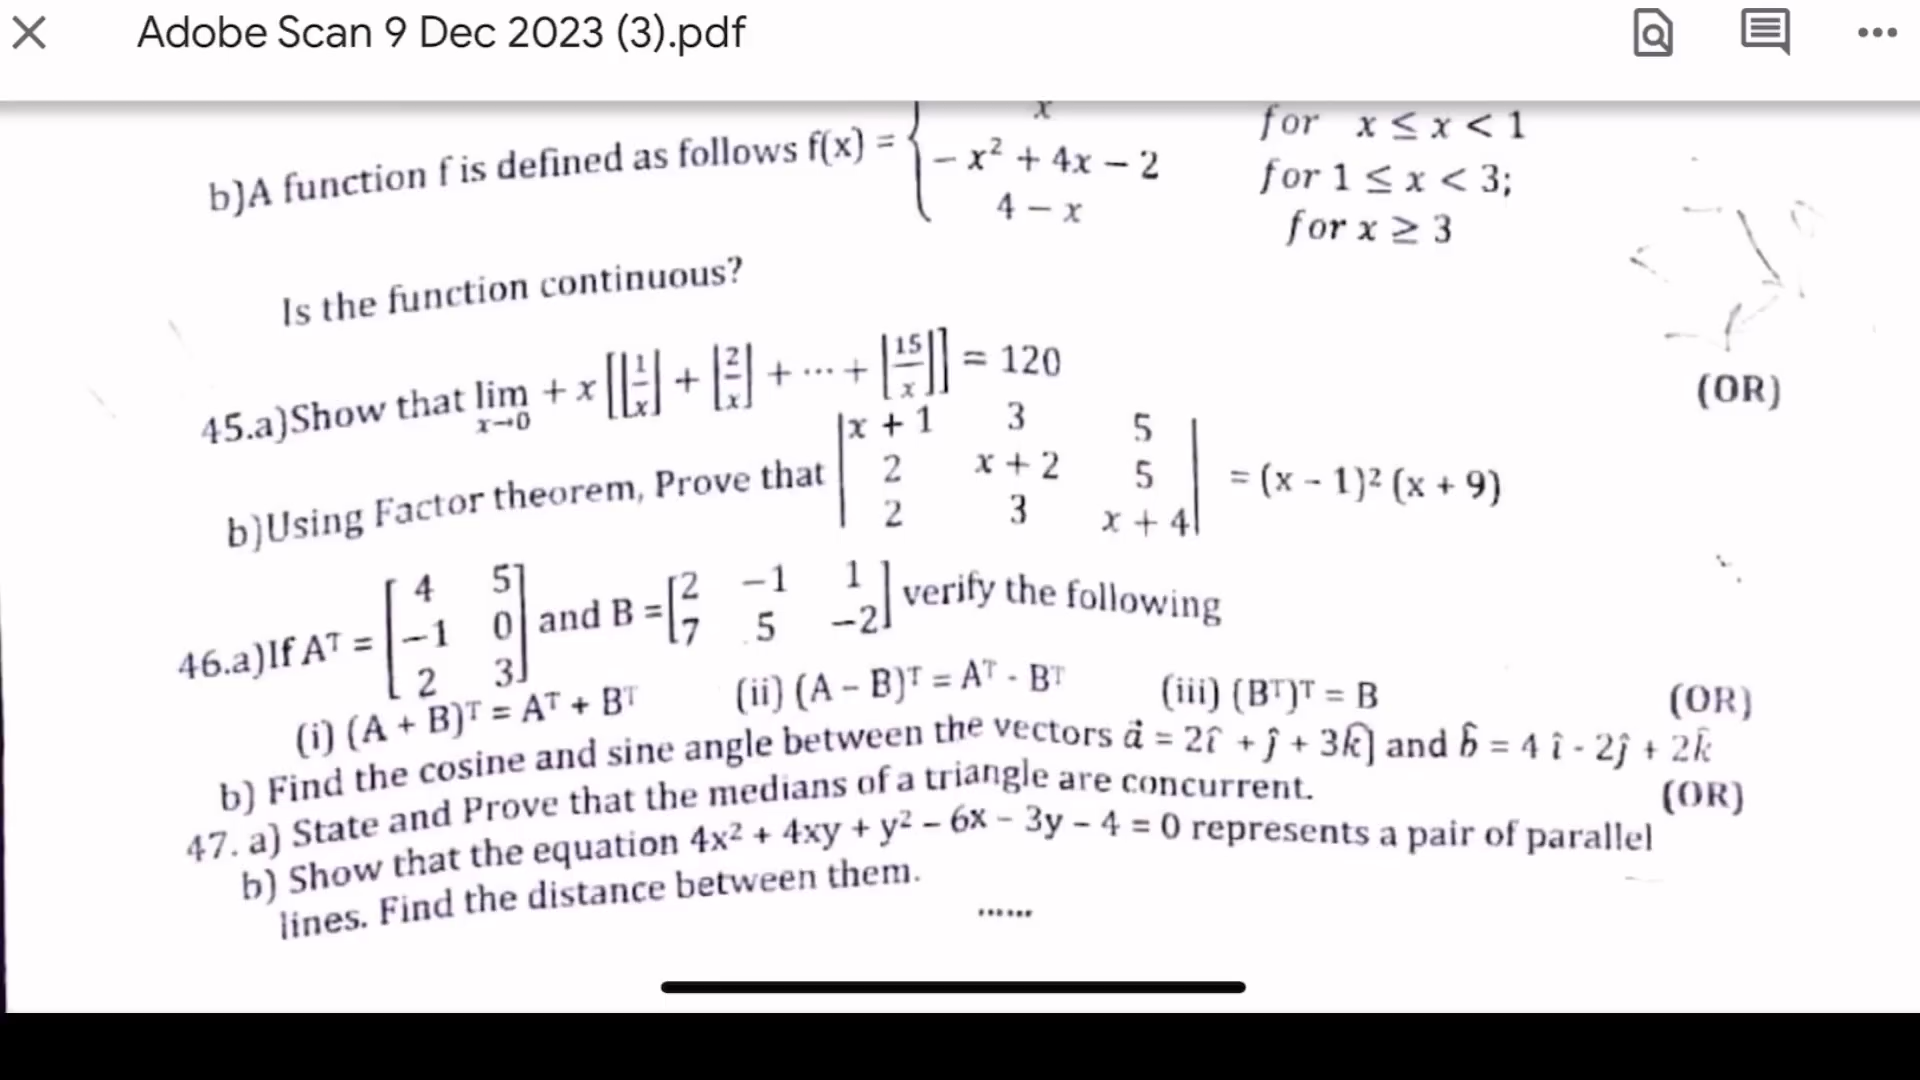 Adobe Scan 9 Dec 2023 (3).pdf
x for x ≤ x < 1
b)A function f is defined as follows f(x) = { − x² + 4x − 2 for 1 ≤ x < 3;
4 − x for x ≥ 3
Is the function continuous?
45.a)Show that lim x→0 + x [⌊1/x⌋ + ⌊2/x⌋ + ... + ⌊15/x⌋] = 120 (OR)
b)Using Factor theorem, Prove that |x + 1 3 5
2 x + 2 5
2 3 x + 4| = (x - 1)² (x + 9)
46.a)If Aᵀ = [4 5
−1 0
2 3] and B = [2 −1 1
7 5 −2] verify the following
(i) (A + B)ᵀ = Aᵀ + Bᵀ (ii) (A – B)ᵀ = Aᵀ - Bᵀ (iii) (Bᵀ)ᵀ = B (OR)
b) Find the cosine and sine angle between the vectors a⃗ = 2î + ĵ + 3k̂] and b̂ = 4 î - 2ĵ + 2k̂
47. a) State and Prove that the medians of a triangle are concurrent. (OR)
b) Show that the equation 4x² + 4xy + y² – 6x – 3y – 4 = 0 represents a pair of parallel
lines. Find the distance between them.
......